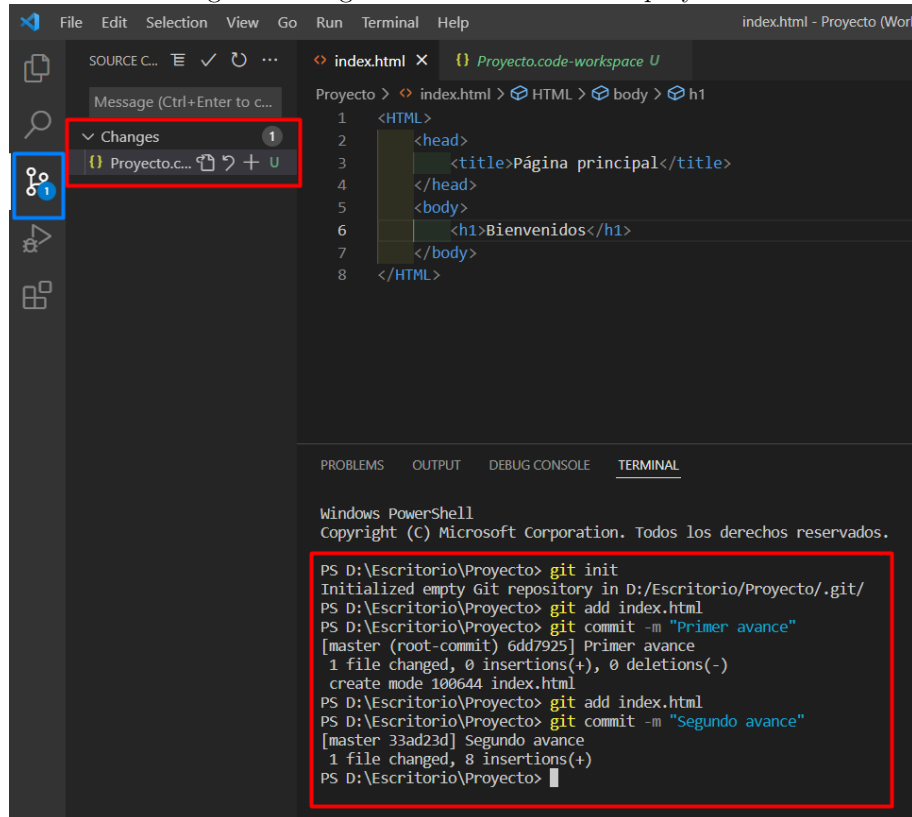 File Edit Selection View Go Run Terminal Help index.html - Proyecto (Wor
SOURCE C...
Message (Ctrl+Enter to c...
Changes 1
{} Proyecto.c... U
1
index.html {} Proyecto.code-workspace U
Proyecto > index.html > HTML > body > h1
1 <HTML>
2 <head>
3 <title>Página principal</title>
4 </head>
5 <body>
6 <h1>Bienvenidos</h1>
7 </body>
8 </HTML>
PROBLEMS OUTPUT DEBUG CONSOLE TERMINAL
Windows PowerShell
Copyright (C) Microsoft Corporation. Todos los derechos reservados.
PS D:\Escritorio\Proyecto> git init
Initialized empty Git repository in D:/Escritorio/Proyecto/.git/
PS D:\Escritorio\Proyecto> git add index.html
PS D:\Escritorio\Proyecto> git commit -m "Primer avance"
[master (root-commit) 6dd7925] Primer avance
1 file changed, 0 insertions(+), 0 deletions(-)
create mode 100644 index.html
PS D:\Escritorio\Proyecto> git add index.html
PS D:\Escritorio\Proyecto> git commit -m "Segundo avance"
[master 33ad23d] Segundo avance
1 file changed, 8 insertions(+)
PS D:\Escritorio\Proyecto>